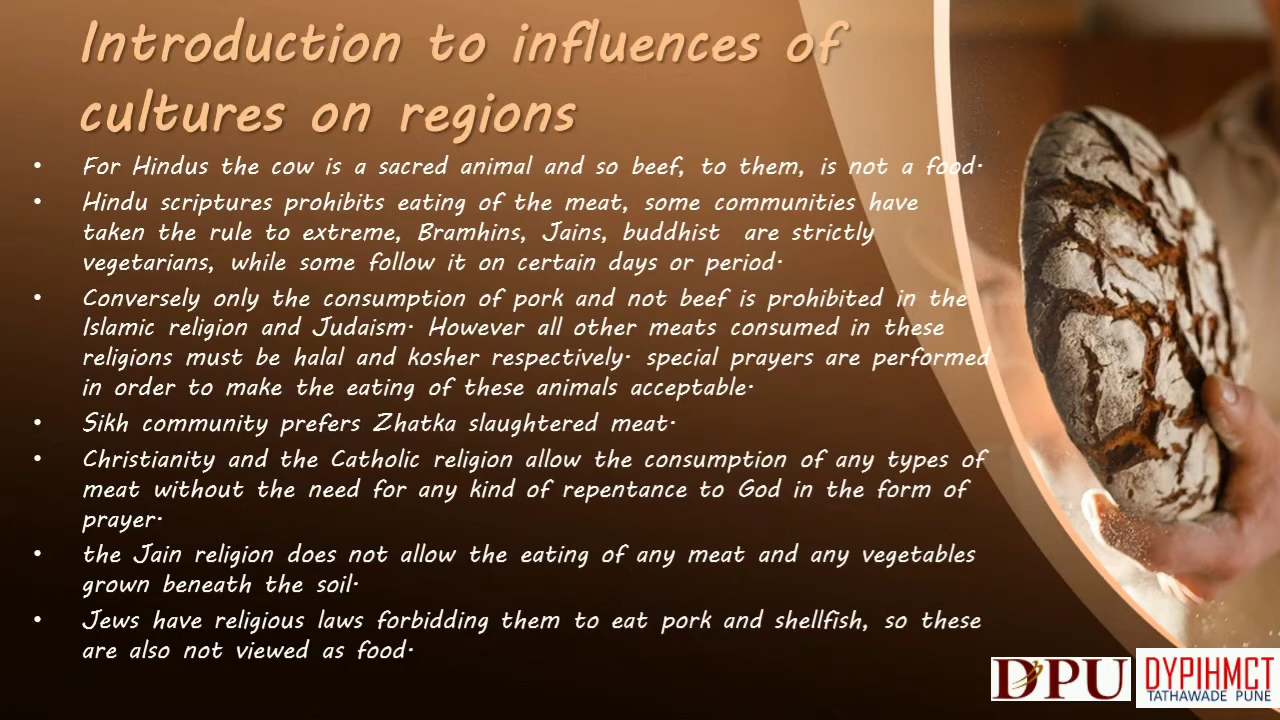 Introduction to influences of
cultures on regions
• For Hindus the cow is a sacred animal and so beef, to them, is not a food.
• Hindu scriptures prohibits eating of the meat, some communities have
taken the rule to extreme, Bramhins, Jains, buddhist are strictly
vegetarians, while some follow it on certain days or period.
• Conversely only the consumption of pork and not beef is prohibited in the
Islamic religion and Judaism. However all other meats consumed in these
religions must be halal and kosher respectively. special prayers are performed
in order to make the eating of these animals acceptable.
• Sikh community prefers Zhatka slaughtered meat.
• Christianity and the Catholic religion allow the consumption of any types of
meat without the need for any kind of repentance to God in the form of
prayer.
• the Jain religion does not allow the eating of any meat and any vegetables
grown beneath the soil.
• Jews have religious laws forbidding them to eat pork and shellfish, so these
are also not viewed as food.
DPU
DYPIHMCT
TATHAWADE PUNE